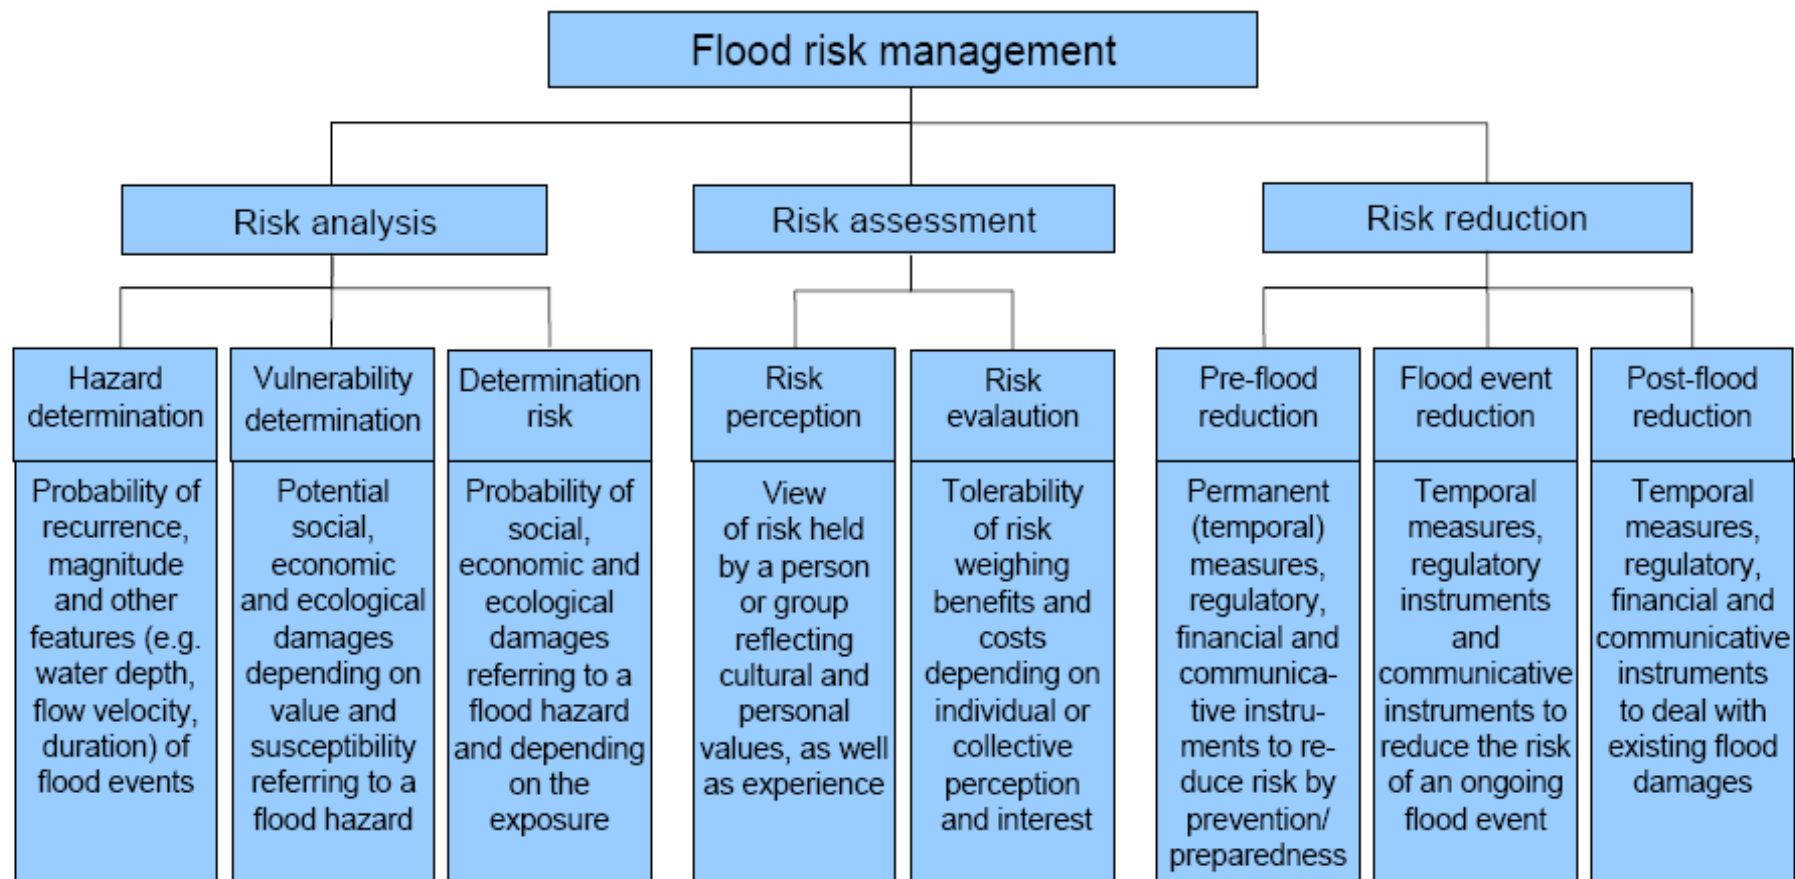 Flood risk management
Risk analysis
Risk assessment
Risk reduction
Hazard
determination
Probability of
recurrence,
magnitude
and other
features (e.g.
water depth,
flow velocity,
duration) of
flood events
Vulnerability
determination
Potential
social,
economic
and ecological
damages
depending on
value and
susceptibility
referring to a
flood hazard
Determination
risk
Probability of
social,
economic and
ecological
damages
referring to a
flood hazard
and depending
on the
exposure
Risk
perception
View
of risk held
by a person
or group
reflecting
cultural and
personal
values, as well
as experience
Risk
evalaution
Tolerability
of risk
weighing
benefits and
costs
depending on
individual or
collective
perception
and interest
Pre-flood
reduction
Permanent
(temporal)
measures,
regulatory,
financial and
communica-
tive instru-
ments to re-
duce risk by
prevention/
preparedness
Flood event
reduction
Temporal
measures,
regulatory
instruments
and
communicative
instruments to
reduce the risk
of an ongoing
flood event
Post-flood
reduction
Temporal
measures,
regulatory,
financial and
communicative
instruments
to deal with
existing flood
damages